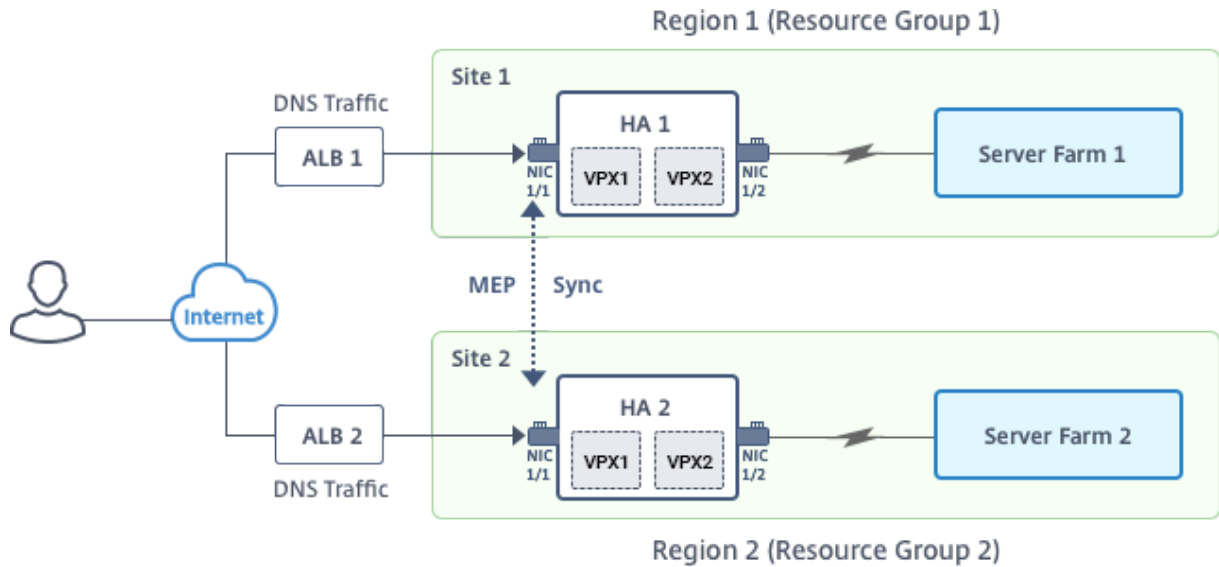 Region 1 (Resource Group 1)
Site 1
DNS Traffic
ALB 1
HA 1
VPX1
VPX2
NIC
1/1
NIC
1/2
Server Farm 1
MEP
Sync
Internet
Site 2
ALB 2
DNS Traffic
HA 2
VPX1
VPX2
NIC
1/1
NIC
1/2
Server Farm 2
Region 2 (Resource Group 2)